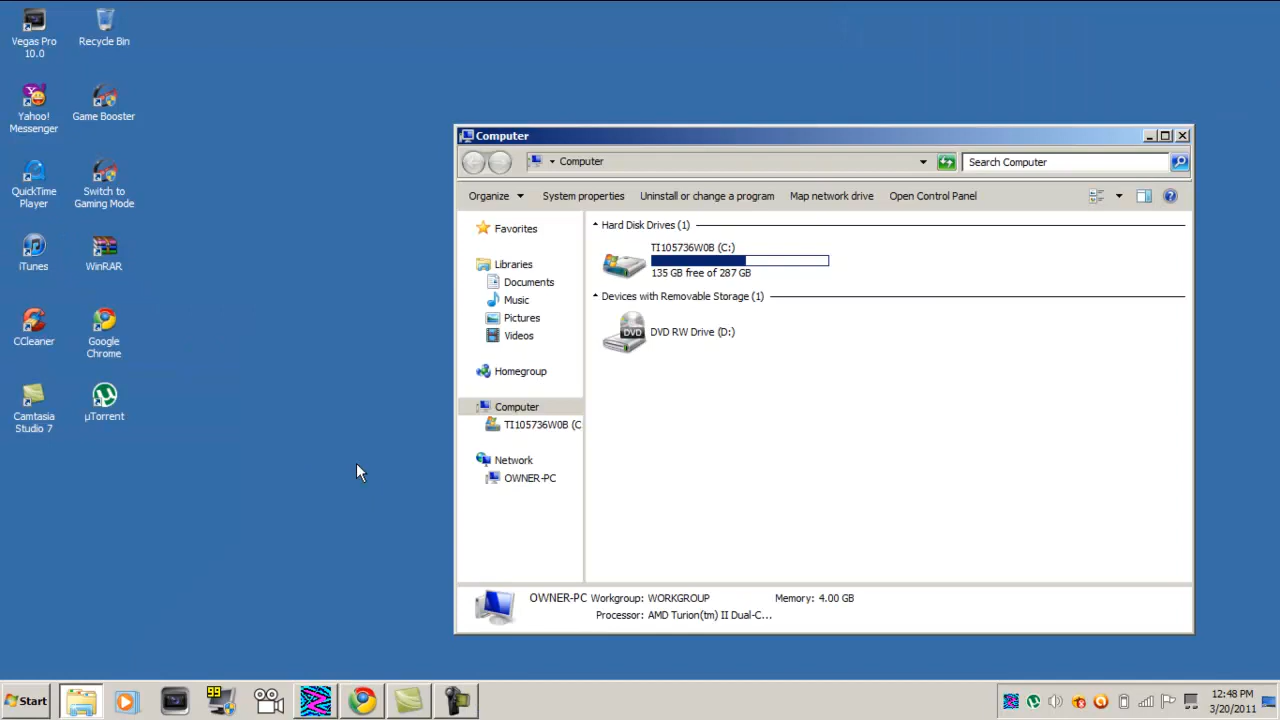 Vegas Pro
10.0
Recycle Bin
Yahoo!
Messenger
Game Booster
QuickTime
Player
Switch to
Gaming Mode
iTunes
WinRAR
CCleaner
Google
Chrome
Camtasia
Studio 7
µTorrent
Computer
Computer
Search Computer
Organize
System properties
Uninstall or change a program
Map network drive
Open Control Panel
Favorites
Libraries
Documents
Music
Pictures
Videos
Homegroup
Computer
TI105736W0B (C
Network
OWNER-PC
Hard Disk Drives (1)
TI105736W0B (C:)
135 GB free of 287 GB
Devices with Removable Storage (1)
DVD
DVD RW Drive (D:)
OWNER-PC Workgroup: WORKGROUP Memory: 4.00 GB
Processor: AMD Turion(tm) II Dual-C...
Start
99
12:48 PM
3/20/2011